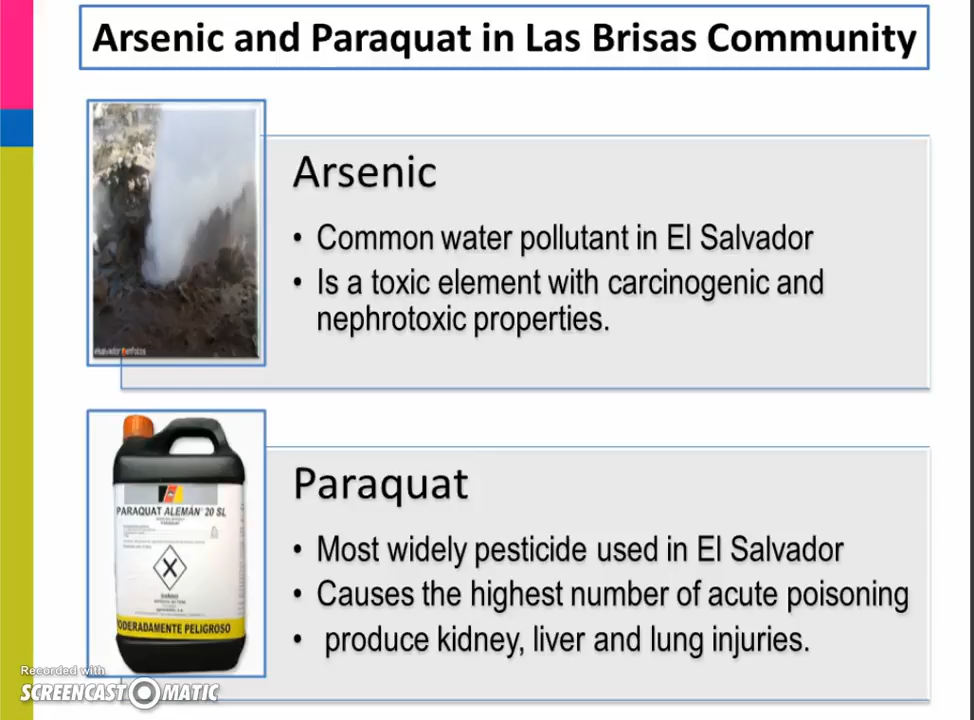 Arsenic and Paraquat in Las Brisas Community
Arsenic
• Common water pollutant in El Salvador
• Is a toxic element with carcinogenic and
nephrotoxic properties.
Paraquat
• Most widely pesticide used in El Salvador
• Causes the highest number of acute poisoning
• produce kidney, liver and lung injuries.
PARAQUAT ALEMÁN 20 SL
ODERADAMENTE PELIGROSO
Recorded with
SCREENCAST MATIC